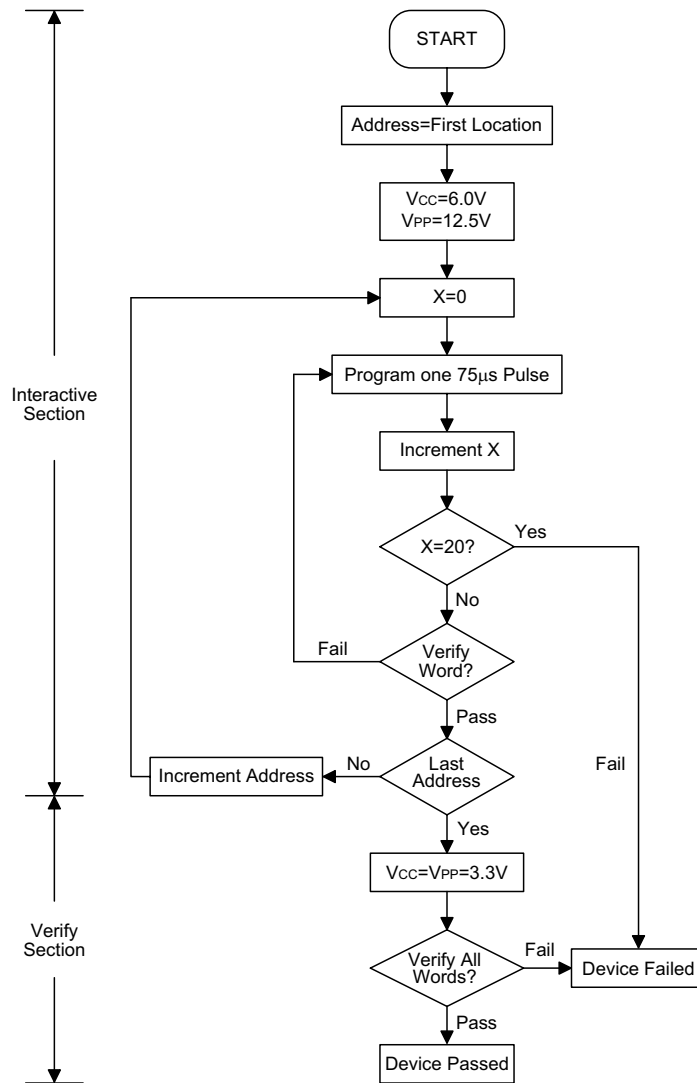 START
Address=First Location
VCC=6.0V
VPP=12.5V
X=0
Interactive
Section
Program one 75μs Pulse
Increment X
X=20?
Yes
No
Fail
Verify
Word?
Pass
Increment Address
No
Last
Address
Fail
Yes
VCC=VPP=3.3V
Verify
Section
Verify All
Words?
Fail
Device Failed
Pass
Device Passed